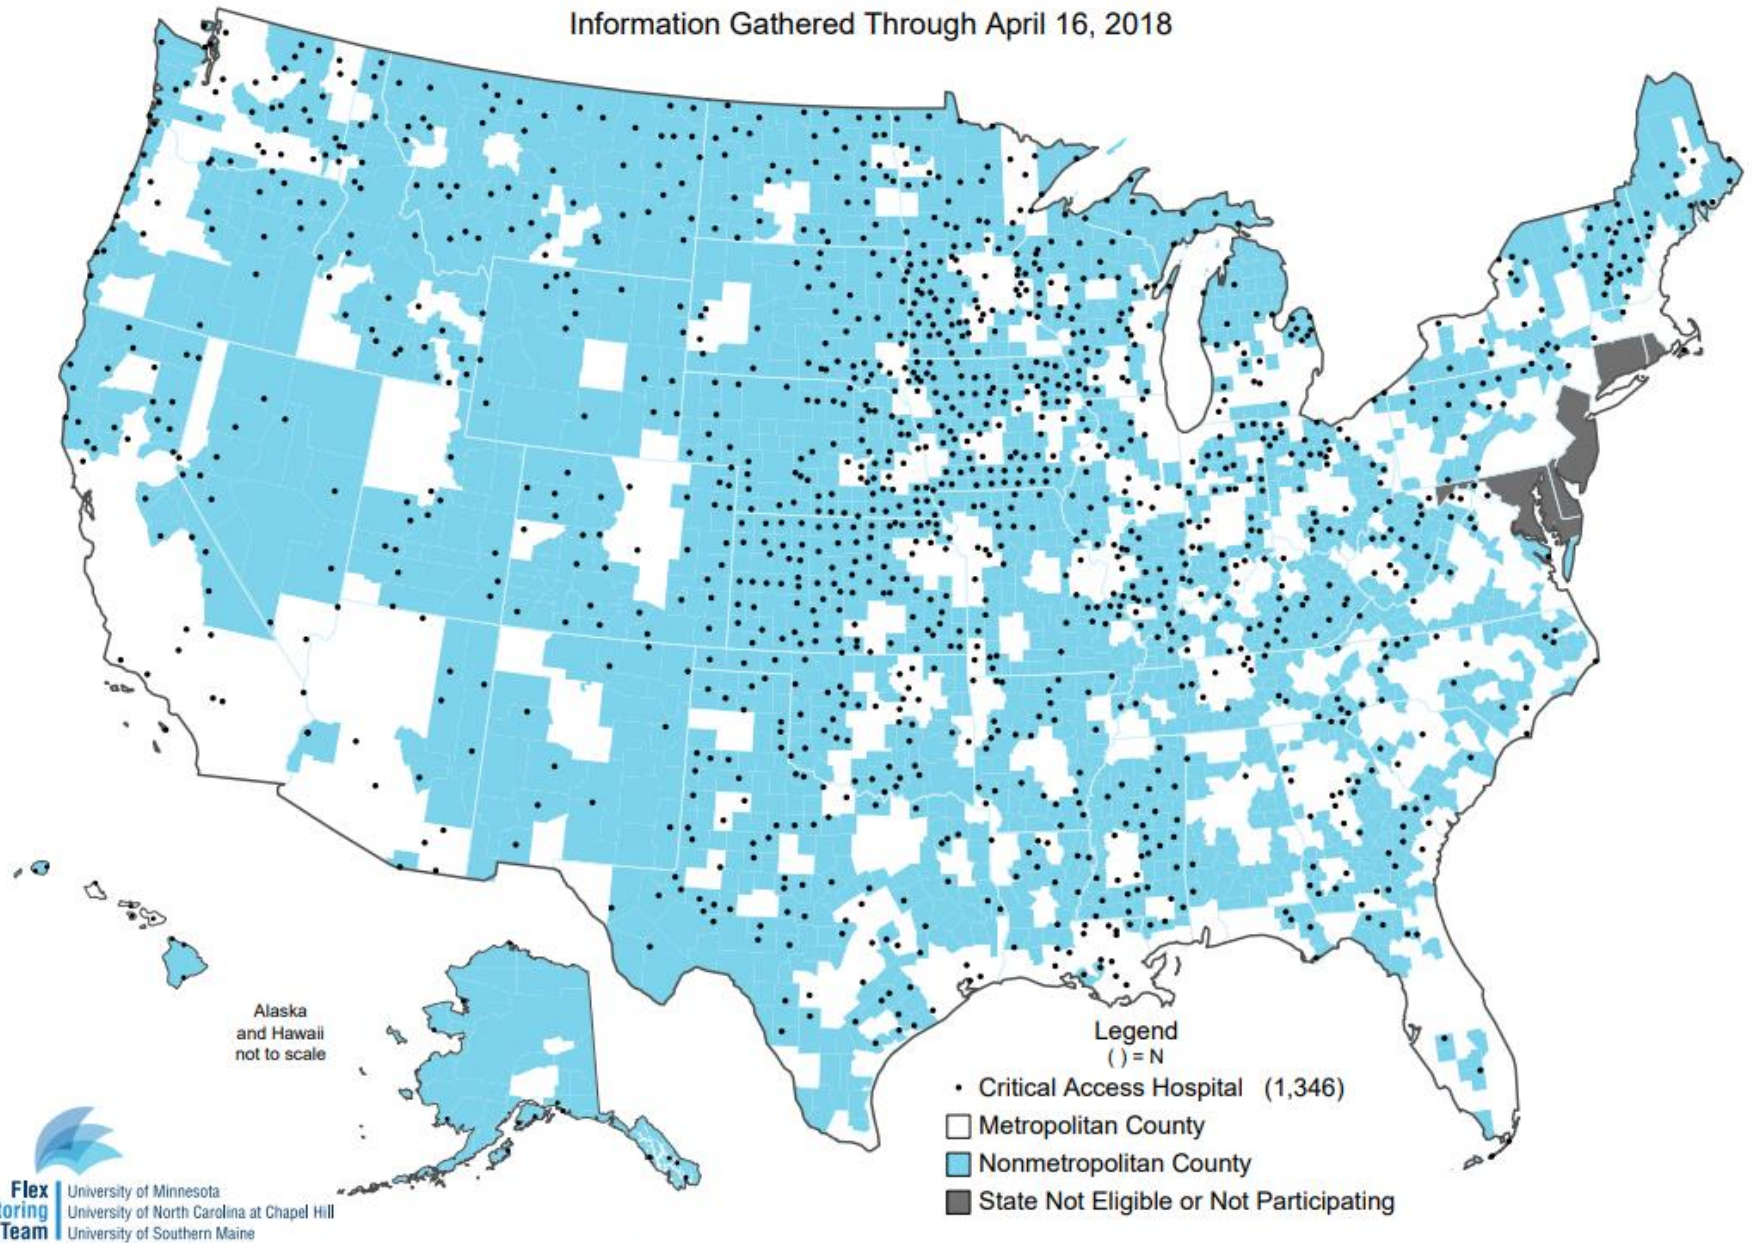 Information Gathered Through April 16, 2018
Alaska
and Hawaii
not to scale
Legend
( ) = N
Critical Access Hospital (1,346)
Metropolitan County
Nonmetropolitan County
State Not Eligible or Not Participating
Flex
toring
Team
University of Minnesota
University of North Carolina at Chapel Hill
University of Southern Maine